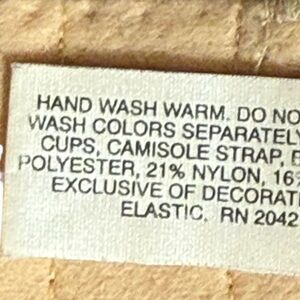 HAND WASH WARM. DO NO
WASH COLORS SEPARATELY
CUPS, CAMISOLE STRAP, E
POLYESTER, 21% NYLON, 16%
EXCLUSIVE OF DECORATI
ELASTIC. RN 2042